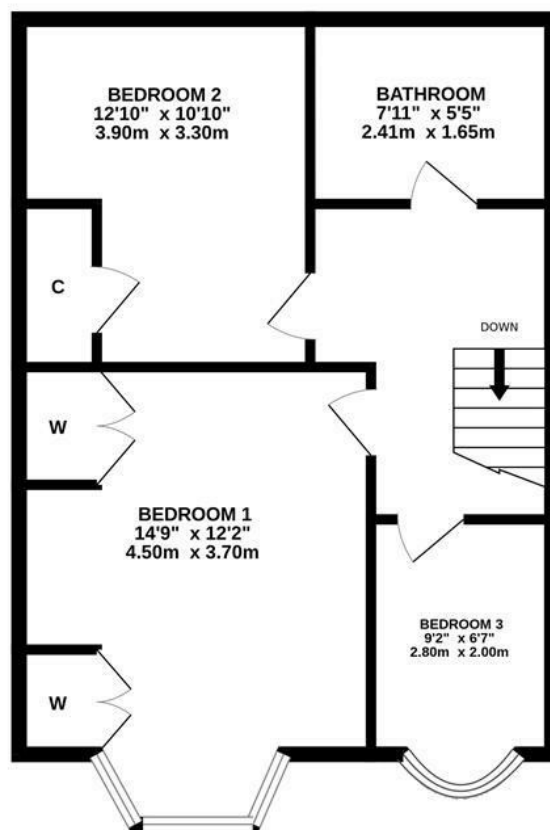 BEDROOM 2
12'10" x 10'10"
3.90m x 3.30m
BATHROOM
7'11" x 5'5"
2.41m x 1.65m
C
DOWN
W
BEDROOM 1
14'9" x 12'2"
4.50m x 3.70m
BEDROOM 3
9'2" x 6'7"
2.80m x 2.00m
W